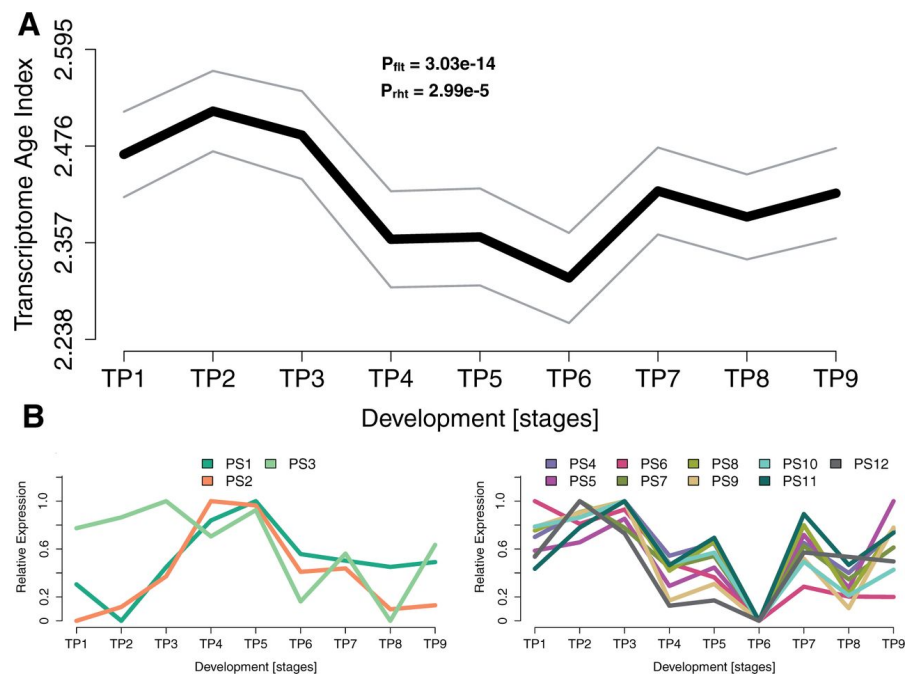 A
Transcriptome Age Index
2.595
2.476
2.357
2.238
Pflt = 3.03e-14
Prht = 2.99e-5
TP1 TP2 TP3 TP4 TP5 TP6 TP7 TP8 TP9
Development [stages]
B
PS1 PS3
PS2
Relative Expression
1.0
0.6
0.2
0
TP1 TP2 TP3 TP4 TP5 TP6 TP7 TP8 TP9
Development [stages]
PS4 PS6 PS8 PS10 PS12
PS5 PS7 PS9 PS11
Relative Expression
1.0
0.6
0.2
0
TP1 TP2 TP3 TP4 TP5 TP6 TP7 TP8 TP9
Development [stages]